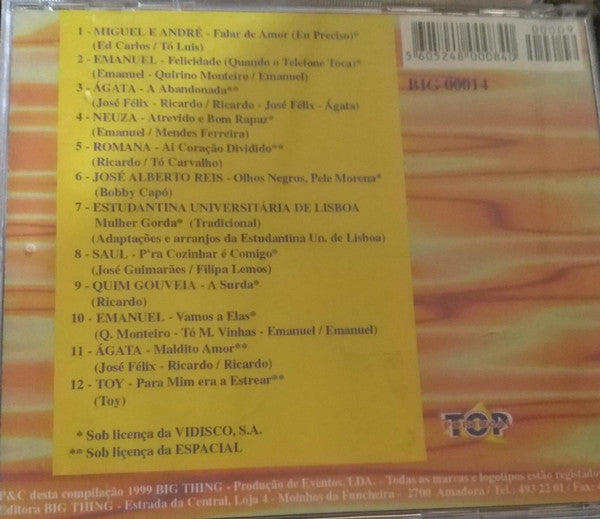 1 - MIGUEL E ANDRÉ - Falar de Amor (Eu Preciso)*
(Ed Carlos / Tó Luis)
2 - EMANUEL - Felicidade (Quando o Telefone Toca)*
(Emanuel - Quirino Monteiro / Emanuel)
3 - ÁGATA - A Abandonada**
(José Félix - Ricardo / Ricardo - José Félix - Ágata)
4 - NEUZA - Atrevido e Bom Rapaz*
(Emanuel / Mendes Ferreira)
5 - ROMANA - Ai Coração Dividido**
(Ricardo / Tó Carvalho)
6 - JOSÉ ALBERTO REIS - Olhos Negros, Pele Morena*
(Bobby Capó)
7 - ESTUDANTINA UNIVERSITÁRIA DE LISBOA
Mulher Gorda* (Tradicional)
(Adaptações e arranjos da Estudantina Un. de Lisboa)
8 - SAUL - P'ra Cozinhar é Comigo*
(José Guimarães / Filipa Lemos)
9 - QUIM GOUVEIA - A Surda*
(Ricardo)
10 - EMANUEL - Vamos a Elas*
(Q. Monteiro - Tó M. Vinhas - Emanuel / Emanuel)
11 - ÁGATA - Maldito Amor**
(José Félix - Ricardo / Ricardo)
12 - TOY - Para Mim era a Estrear**
(Toy)
* Sob licença da VIDISCO, S.A.
** Sob liçença da ESPACIAL
00009
5 605248 000840
BIG 00014
TOP
P&C desta compilação 1999 BIG THING - Produção de Eventos, LDA. - Todas as marcas e logotipos estão registados
Editora BIG THING - Estrada da Central, Loja 4 - Moinhos da Funcheira - 2700 Amadora / Tel.: 493 22 01 / Fax: